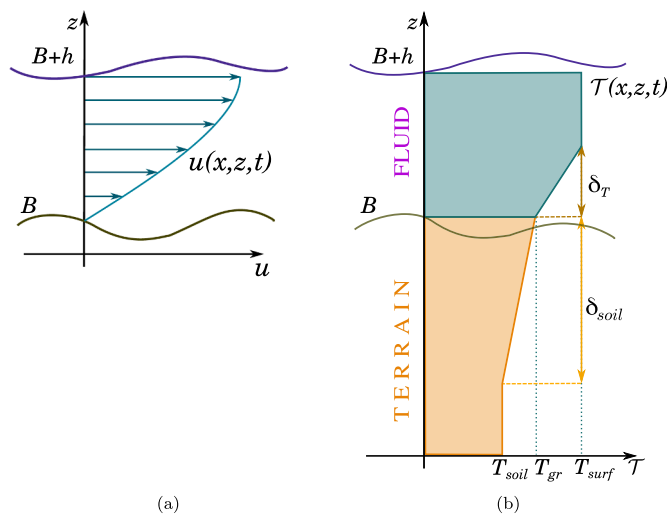 z
B+h
u(x,z,t)
B
u
(a)
z
B+h
𝒯(x,z,t)
FLUID
δ_T
B
δ_soil
TERRAIN
T_soil T_gr T_surf 𝒯
(b)